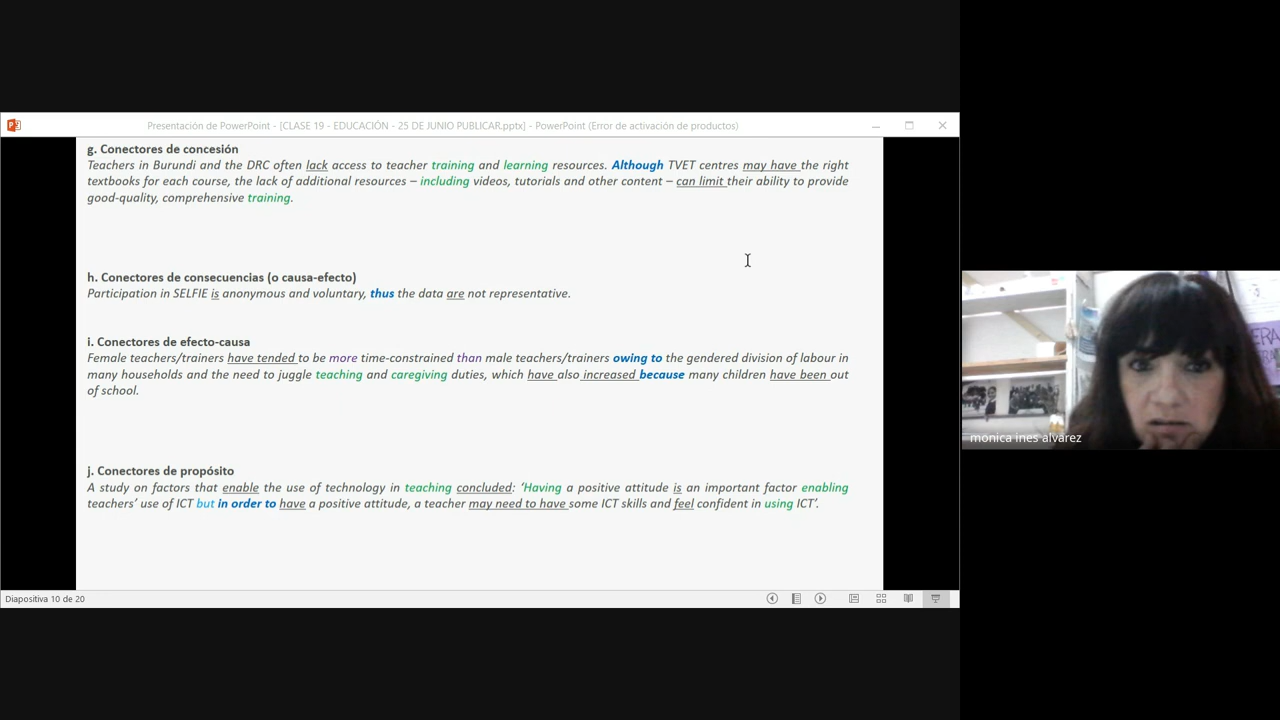 Presentación de PowerPoint - [CLASE 19 - EDUCACIÓN - 25 DE JUNIO PUBLICAR.pptx] - PowerPoint (Error de activación de productos)
g. Conectores de concesión
Teachers in Burundi and the DRC often lack access to teacher training and learning resources. Although TVET centres may have the right
textbooks for each course, the lack of additional resources – including videos, tutorials and other content – can limit their ability to provide
good-quality, comprehensive training.
h. Conectores de consecuencias (o causa-efecto)
Participation in SELFIE is anonymous and voluntary, thus the data are not representative.
i. Conectores de efecto-causa
Female teachers/trainers have tended to be more time-constrained than male teachers/trainers owing to the gendered division of labour in
many households and the need to juggle teaching and caregiving duties, which have also increased because many children have been out
of school.
j. Conectores de propósito
A study on factors that enable the use of technology in teaching concluded: ‘Having a positive attitude is an important factor enabling
teachers’ use of ICT but in order to have a positive attitude, a teacher may need to have some ICT skills and feel confident in using ICT’.
Diapositiva 10 de 20
monica ines alvarez